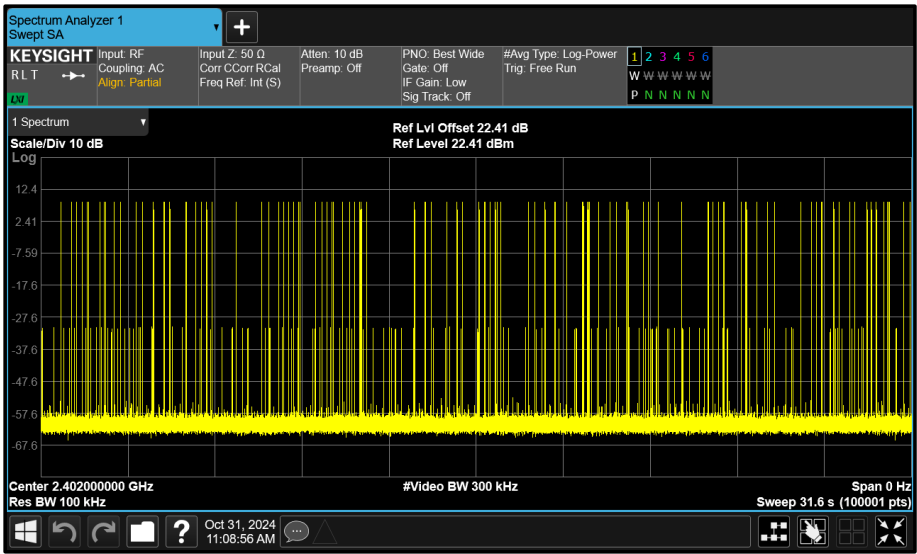 Spectrum Analyzer 1
Swept SA
KEYSIGHT Input: RF Input Z: 50 Ω Atten: 10 dB PNO: Best Wide #Avg Type: Log-Power 1 2 3 4 5 6
R L T Coupling: AC Corr CCorr RCal Preamp: Off Gate: Off Trig: Free Run
Align: Partial Freq Ref: Int (S) IF Gain: Low W W W W W W
LXI Sig Track: Off P N N N N N
1 Spectrum
Ref Lvl Offset 22.41 dB
Scale/Div 10 dB Ref Level 22.41 dBm
Log
12.4
2.41
-7.59
-17.6
-27.6
-37.6
-47.6
-57.6
-67.6
Center 2.402000000 GHz #Video BW 300 kHz Span 0 Hz
Res BW 100 kHz Sweep 31.6 s (100001 pts)
? Oct 31, 2024
11:08:56 AM